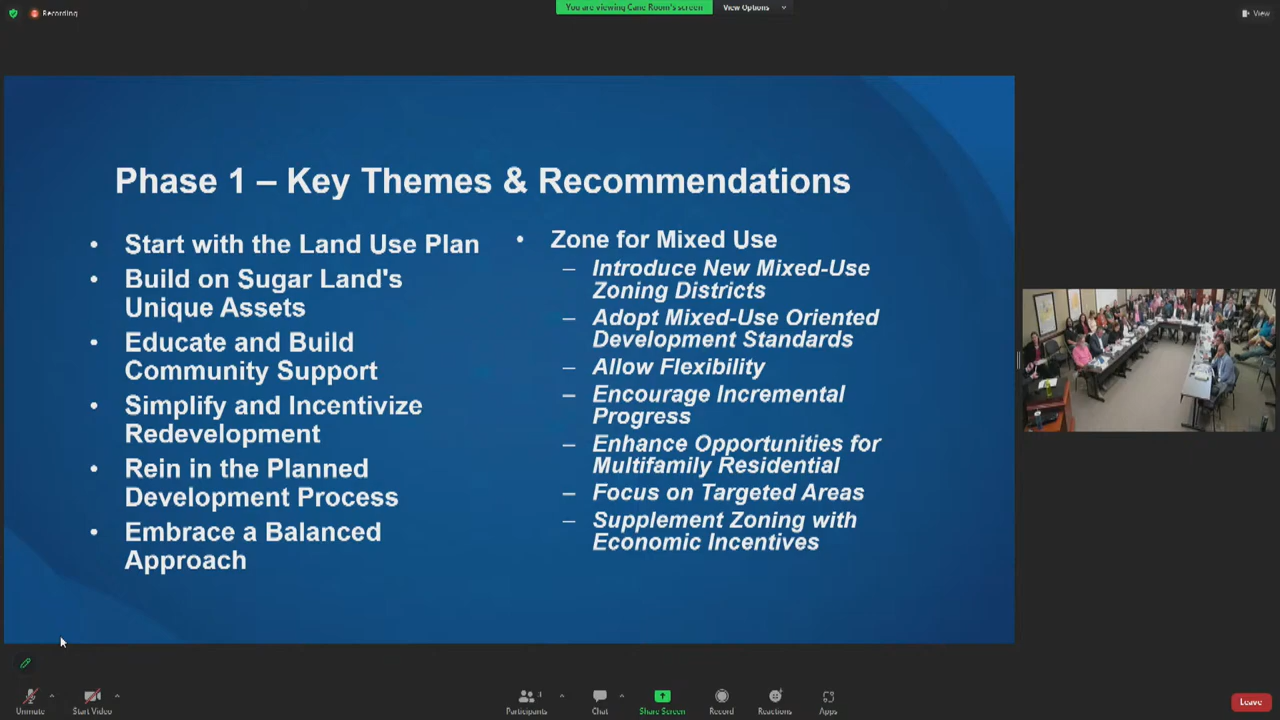 Recording
You are viewing Cane Room's screen
View Options
View
Phase 1 – Key Themes & Recommendations
• Start with the Land Use Plan
• Build on Sugar Land's
Unique Assets
• Educate and Build
Community Support
• Simplify and Incentivize
Redevelopment
• Rein in the Planned
Development Process
• Embrace a Balanced
Approach
• Zone for Mixed Use
– Introduce New Mixed-Use
Zoning Districts
– Adopt Mixed-Use Oriented
Development Standards
– Allow Flexibility
– Encourage Incremental
Progress
– Enhance Opportunities for
Multifamily Residential
– Focus on Targeted Areas
– Supplement Zoning with
Economic Incentives
Unmute
Start Video
Participants
3
Chat
Share Screen
Record
Reactions
Apps
Leave